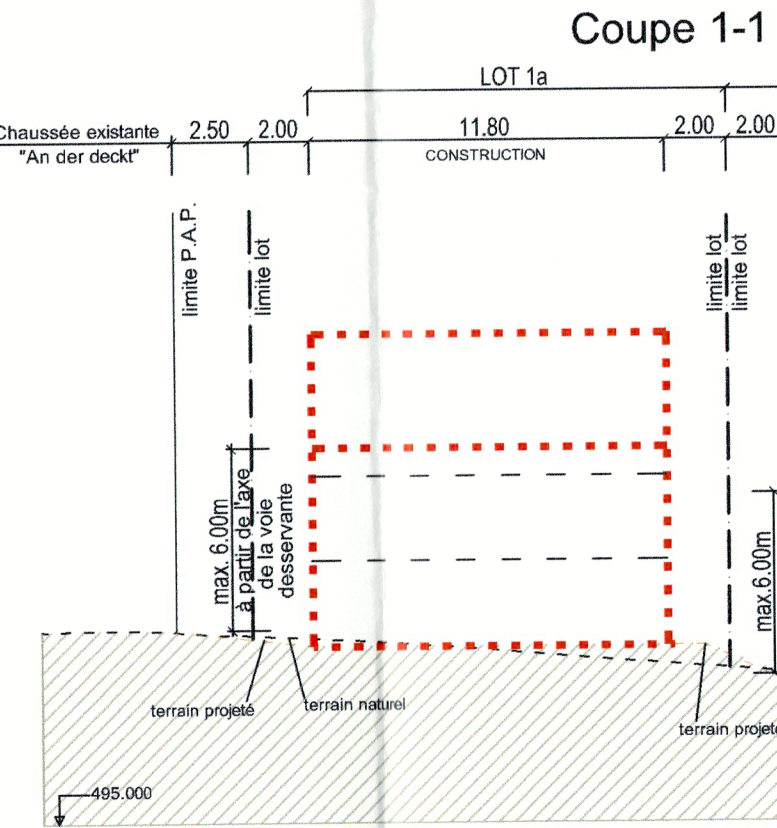 Coupe 1-1
LOT 1a
Chaussée existante
2.50
2.00
11.80
2.00
2.00
"An der deckt"
CONSTRUCTION
limite P.A.P.
limite lot
limite lot
limite lot
max. 6.00m
à partir de l'axe
de la voie
desservante
max.6.00m
terrain projeté
terrain naturel
terrain projeté
495.000